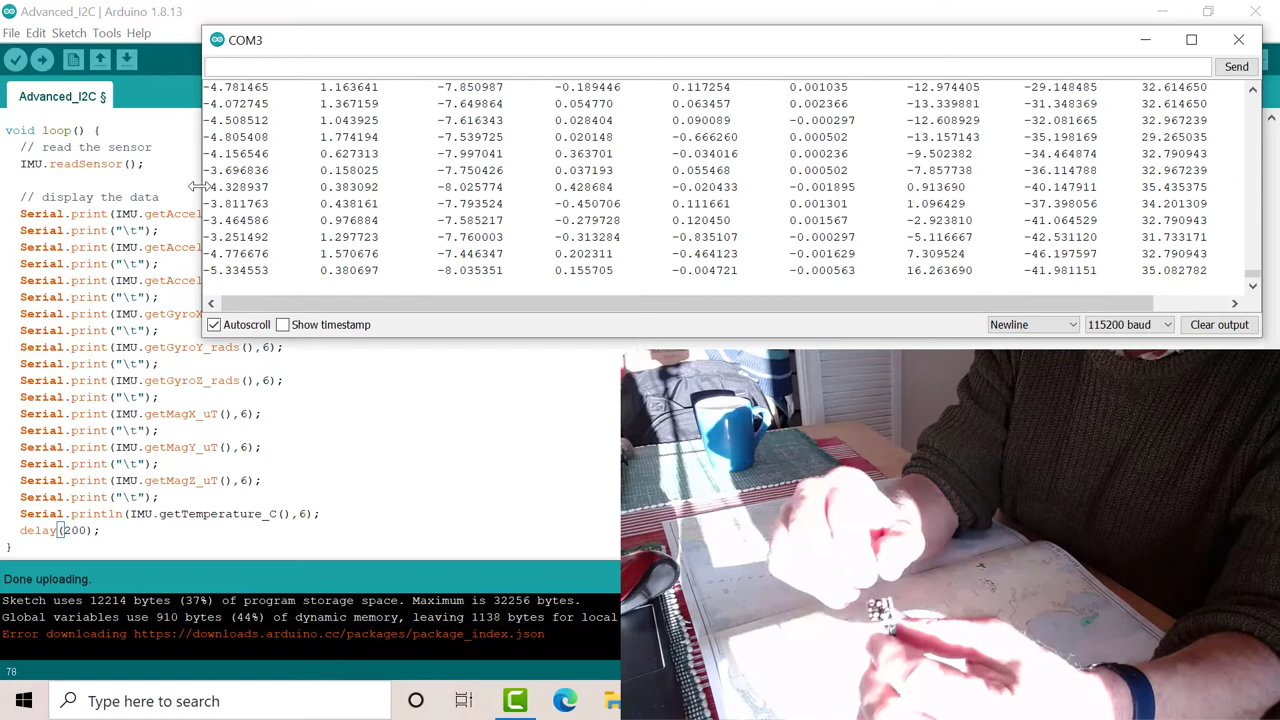 Advanced_I2C | Arduino 1.8.13
File Edit Sketch Tools Help
COM3
Send
Advanced_I2C §
-4.781465 1.163641 -7.850987 -0.189446 0.117254 0.001035 -12.974405 -29.148485 32.614650
-4.072745 1.367159 -7.649864 0.054770 0.063457 0.002366 -13.339881 -31.348369 32.614650
-4.508512 1.043925 -7.616343 0.028404 0.090089 -0.000297 -12.608929 -32.081665 32.967239
-4.805408 1.774194 -7.539725 0.020148 -0.666260 0.000502 -13.157143 -35.198169 29.265035
-4.156546 0.627313 -7.997041 0.363701 -0.034016 0.000236 -9.502382 -34.464874 32.790943
-3.696836 0.158025 -7.750426 0.037193 0.055468 0.000502 -7.857738 -36.114788 32.967239
-4.328937 0.383092 -8.025774 0.428684 -0.020433 -0.001895 0.913690 -40.147912 35.435375
-3.811763 0.438161 -7.793524 -0.450706 0.111661 0.001301 1.096429 -37.398056 34.201309
-3.464586 0.976884 -7.585217 -0.279728 0.120450 0.001567 -2.923810 -41.064529 32.790943
-3.251492 1.297723 -7.760003 -0.313284 -0.835107 -0.000297 -5.116667 -42.531120 31.733171
-4.776676 1.570676 -7.446347 0.202311 -0.464123 -0.001629 7.309524 -46.197597 32.790943
-5.334553 0.380697 -8.035351 0.155705 -0.004721 -0.000563 16.263690 -41.981151 35.082782
Autoscroll Show timestamp Newline 115200 baud Clear output
void loop() {
// read the sensor
IMU.readSensor();
// display the data
Serial.print(IMU.getAccel
Serial.print("\t");
Serial.print(IMU.getAccel
Serial.print("\t");
Serial.print(IMU.getAccel
Serial.print("\t");
Serial.print(IMU.getGyroX
Serial.print("\t");
Serial.print(IMU.getGyroY_rads(),6);
Serial.print("\t");
Serial.print(IMU.getGyroZ_rads(),6);
Serial.print("\t");
Serial.print(IMU.getMagX_uT(),6);
Serial.print("\t");
Serial.print(IMU.getMagY_uT(),6);
Serial.print("\t");
Serial.print(IMU.getMagZ_uT(),6);
Serial.print("\t");
Serial.println(IMU.getTemperature_C(),6);
delay(200);
}
Done uploading.
Sketch uses 12214 bytes (37%) of program storage space. Maximum is 32256 bytes.
Global variables use 910 bytes (44%) of dynamic memory, leaving 1138 bytes for local
Error downloading https://downloads.arduino.cc/packages/package_index.json
78
Type here to search